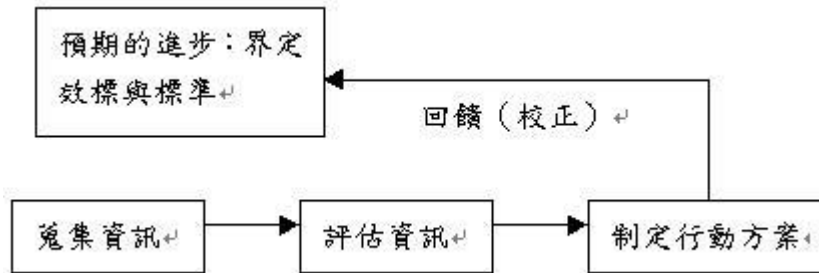 預期的進步：界定
效標與標準↵
回饋（校正）↵
蒐集資訊↵
評估資訊↵
制定行動方案↵